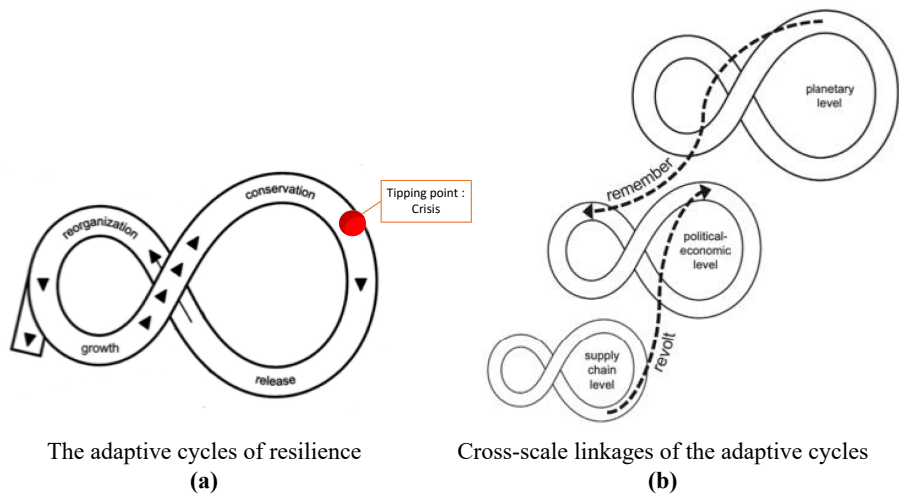 conservation
Tipping point :
Crisis
reorganization
growth
release
planetary
level
remember
political-
economic
level
revolt
supply
chain
level
The adaptive cycles of resilience
(a)
Cross-scale linkages of the adaptive cycles
(b)